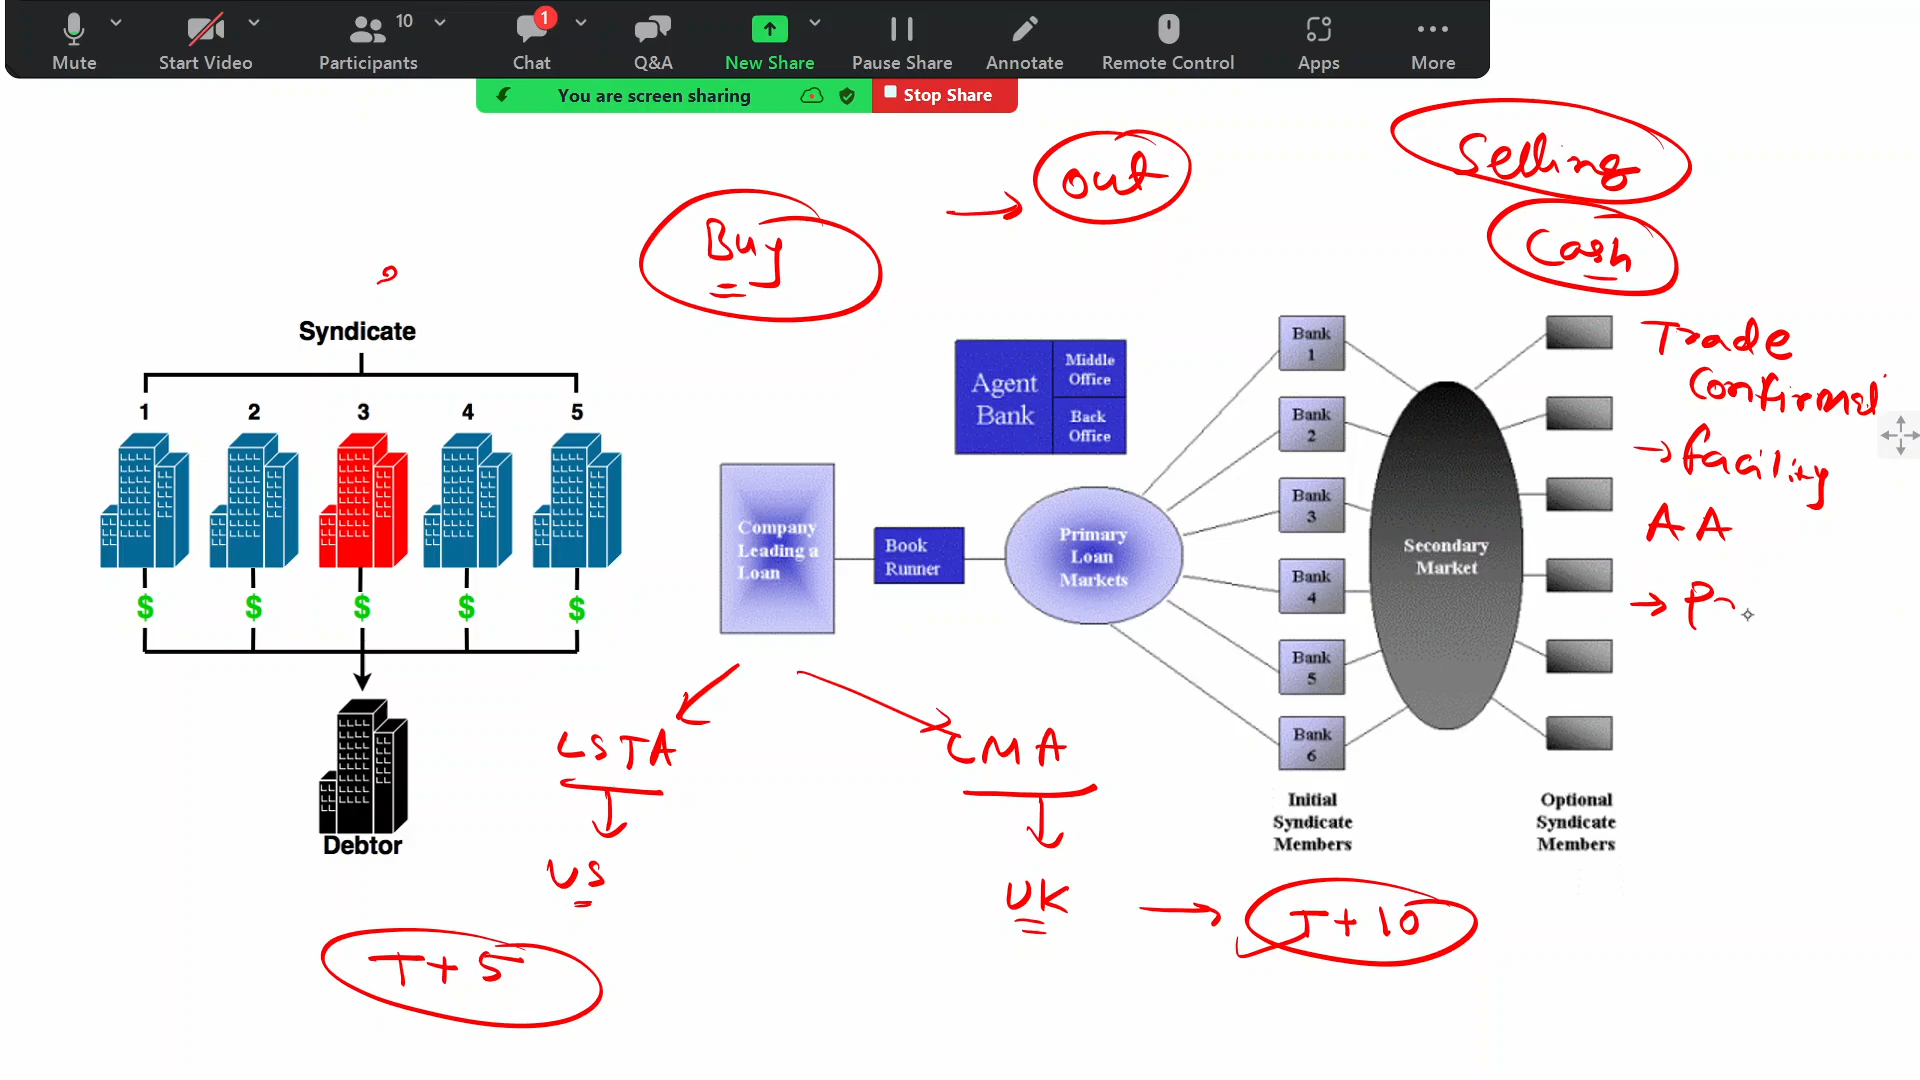 10
1
Mute
Start Video
Participants
Chat
Q&A
New Share
Pause Share
Annotate
Remote Control
Apps
More
You are screen sharing
Stop Share
Buy
out
Selling
Cash
Syndicate
1 2 3 4 5
$ $ $ $ $
Debtor
Agent
Bank
Middle
Office
Back
Office
Company
Leading a
Loan
Book
Runner
Primary
Loan
Markets
Bank
1
Bank
2
Bank
3
Bank
4
Bank
5
Bank
6
Secondary
Market
Initial
Syndicate
Members
Optional
Syndicate
Members
Trade
Confirmed
facility
AA
LSTA
US
T+5
LMA
UK
T+10